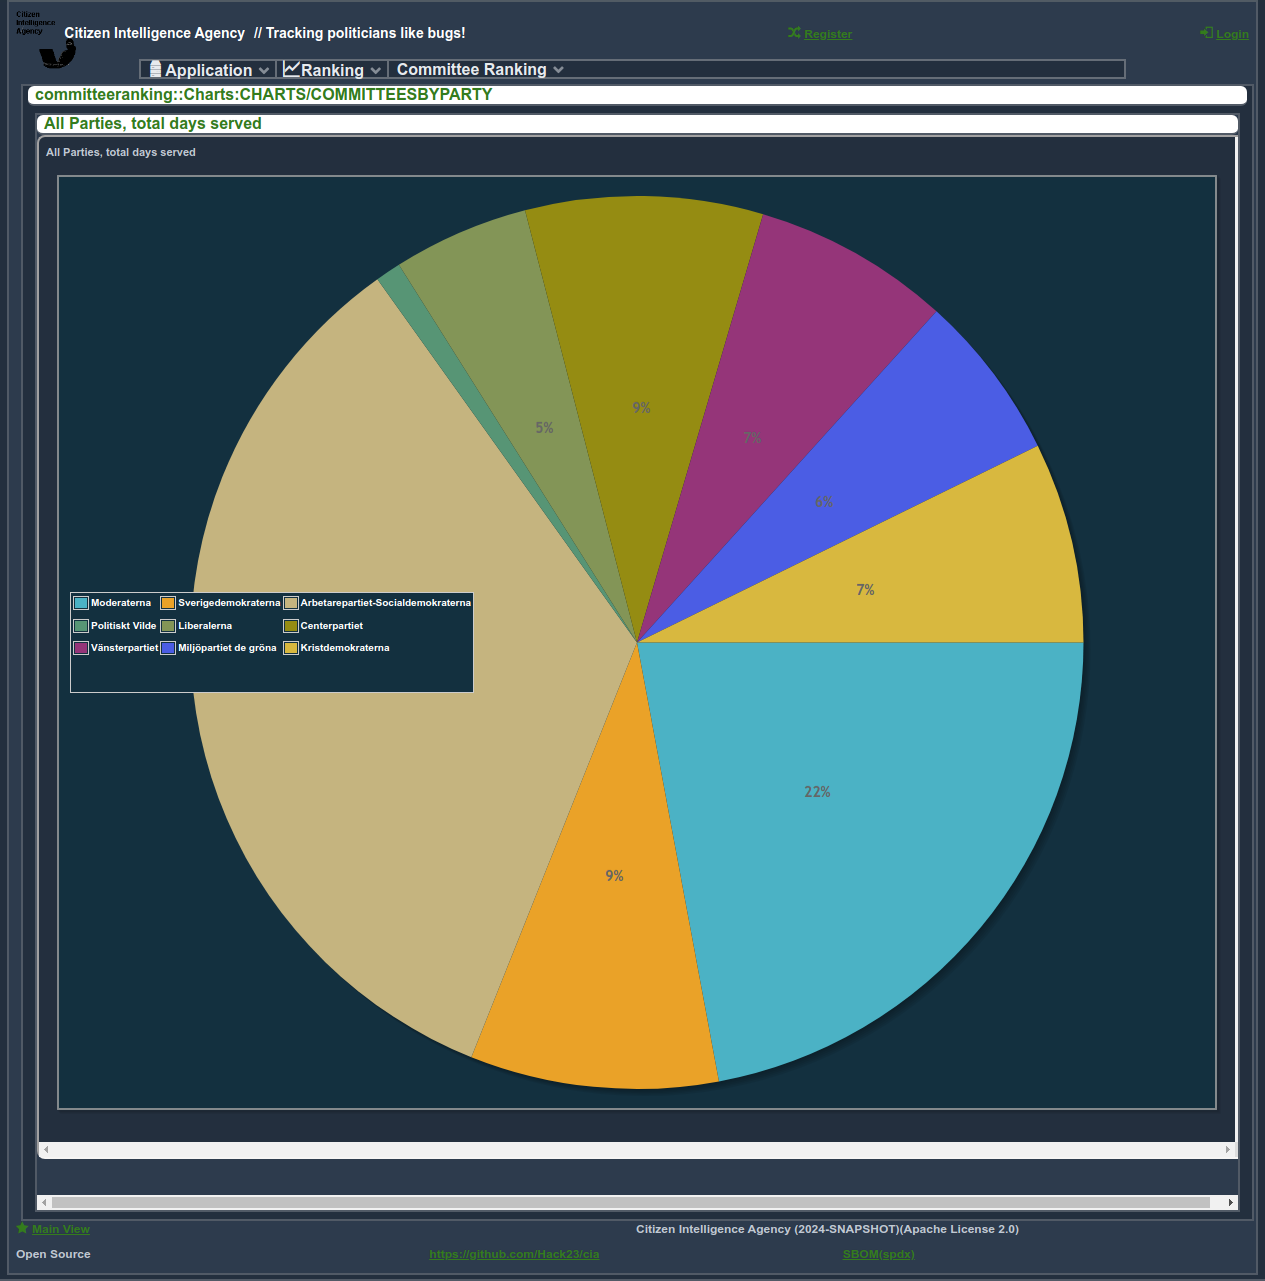 Citizen
Intelligence
Agency
Citizen Intelligence Agency // Tracking politicians like bugs!
Register
Login
Application
Ranking
Committee Ranking
committeeranking::Charts:CHARTS/COMMITTEESBYPARTY
All Parties, total days served
All Parties, total days served
9%
5%
7%
6%
7%
Moderaterna Sverigedemokraterna Arbetarepartiet-Socialdemokraterna
Politiskt Vilde Liberalerna Centerpartiet
Vänsterpartiet Miljöpartiet de gröna Kristdemokraterna
22%
9%
Main View
Citizen Intelligence Agency (2024-SNAPSHOT)(Apache License 2.0)
Open Source
https://github.com/Hack23/cia
SBOM(spdx)